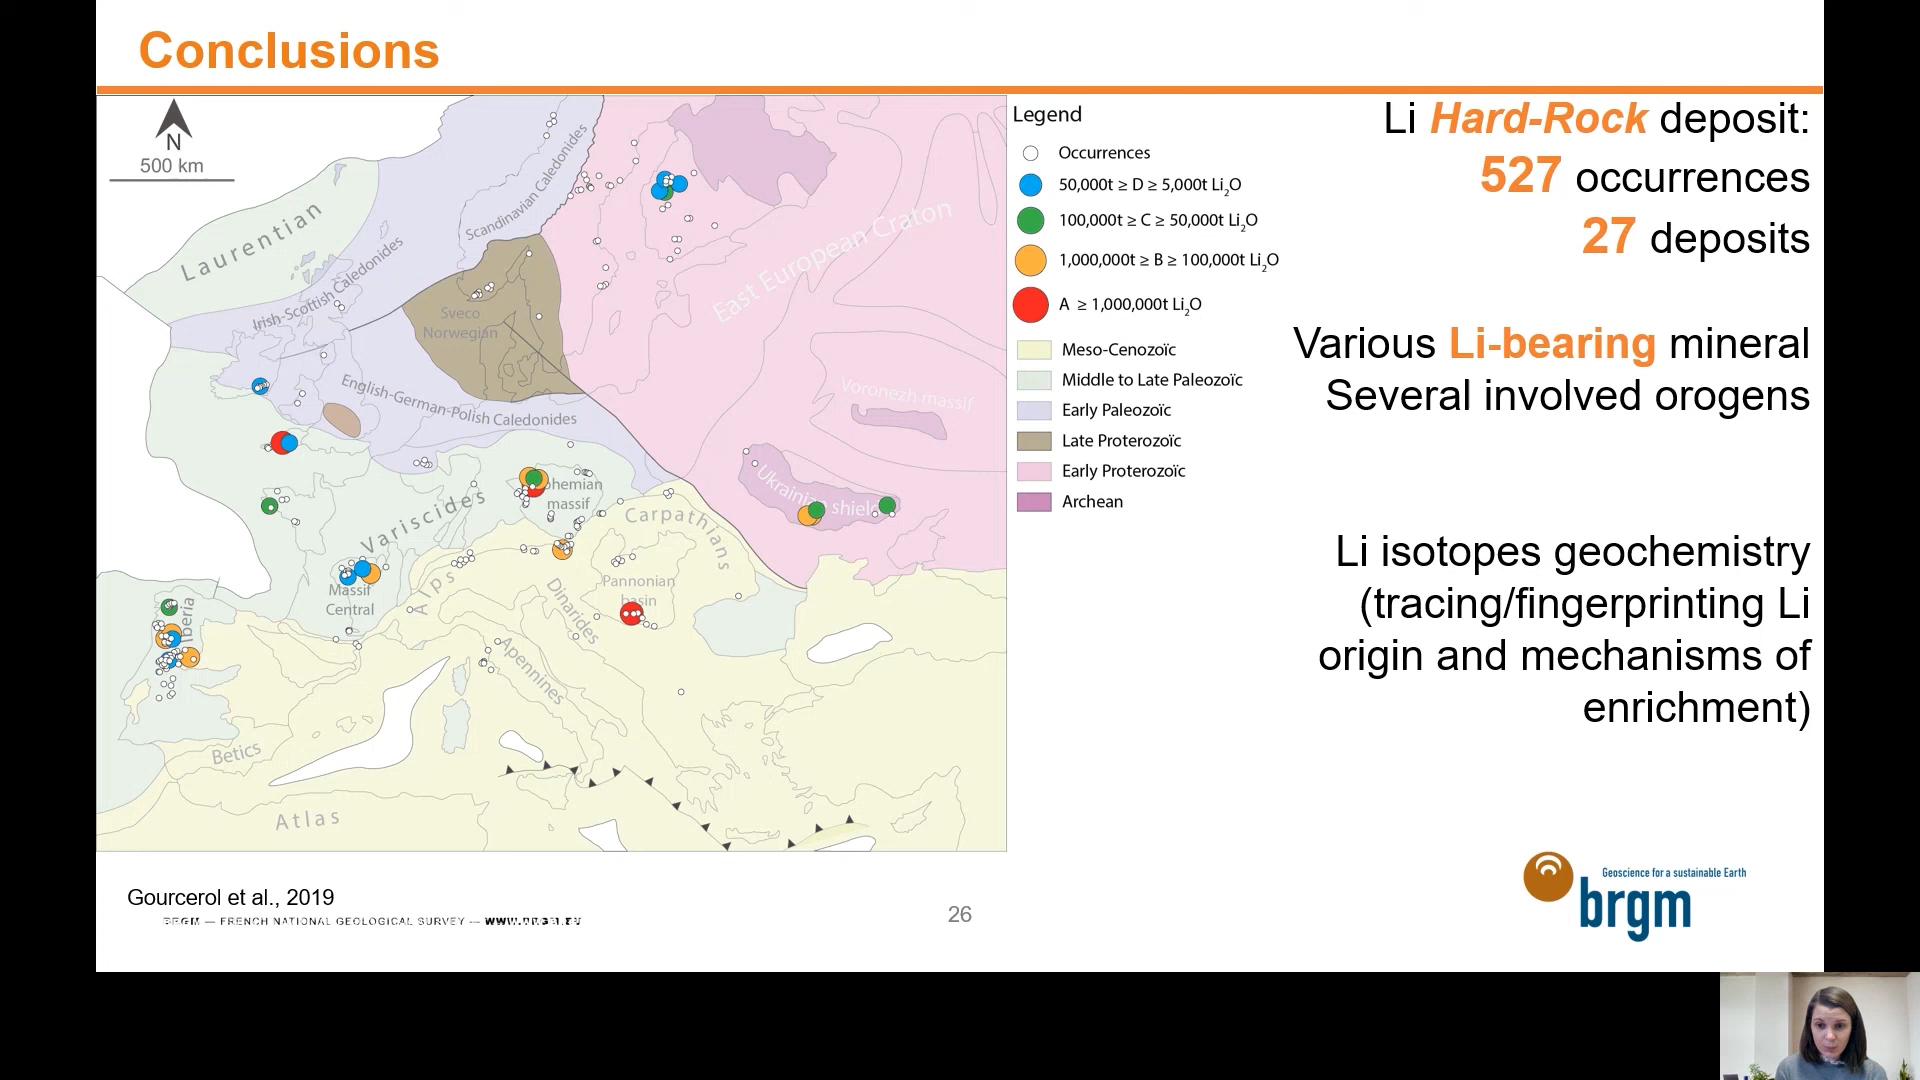 Conclusions
N
500 km
Laurentian
Scandinavian Caledonides
Irish-Scottish Caledonides
Sveco
Norwegian
East European Craton
English-German-Polish Caledonides
Voronezh massif
Variscides
ohemian
massif
Ukrainian shield
Carpathians
Massif
Central
Alps
Pannonian
basin
Dinarides
Iberia
Apennines
Betics
Atlas
Legend
Occurrences
50,000t ≥ D ≥ 5,000t Li₂O
100,000t ≥ C ≥ 50,000t Li₂O
1,000,000t ≥ B ≥ 100,000t Li₂O
A ≥ 1,000,000t Li₂O
Meso-Cenozoïc
Middle to Late Paleozoïc
Early Paleozoïc
Late Proterozoïc
Early Proterozoïc
Archean
Li Hard-Rock deposit:
527 occurrences
27 deposits
Various Li-bearing mineral
Several involved orogens
Li isotopes geochemistry
(tracing/fingerprinting Li
origin and mechanisms of
enrichment)
Gourcerol et al., 2019
BRGM — FRENCH NATIONAL GEOLOGICAL SURVEY —
26
Geoscience for a sustainable Earth
brgm